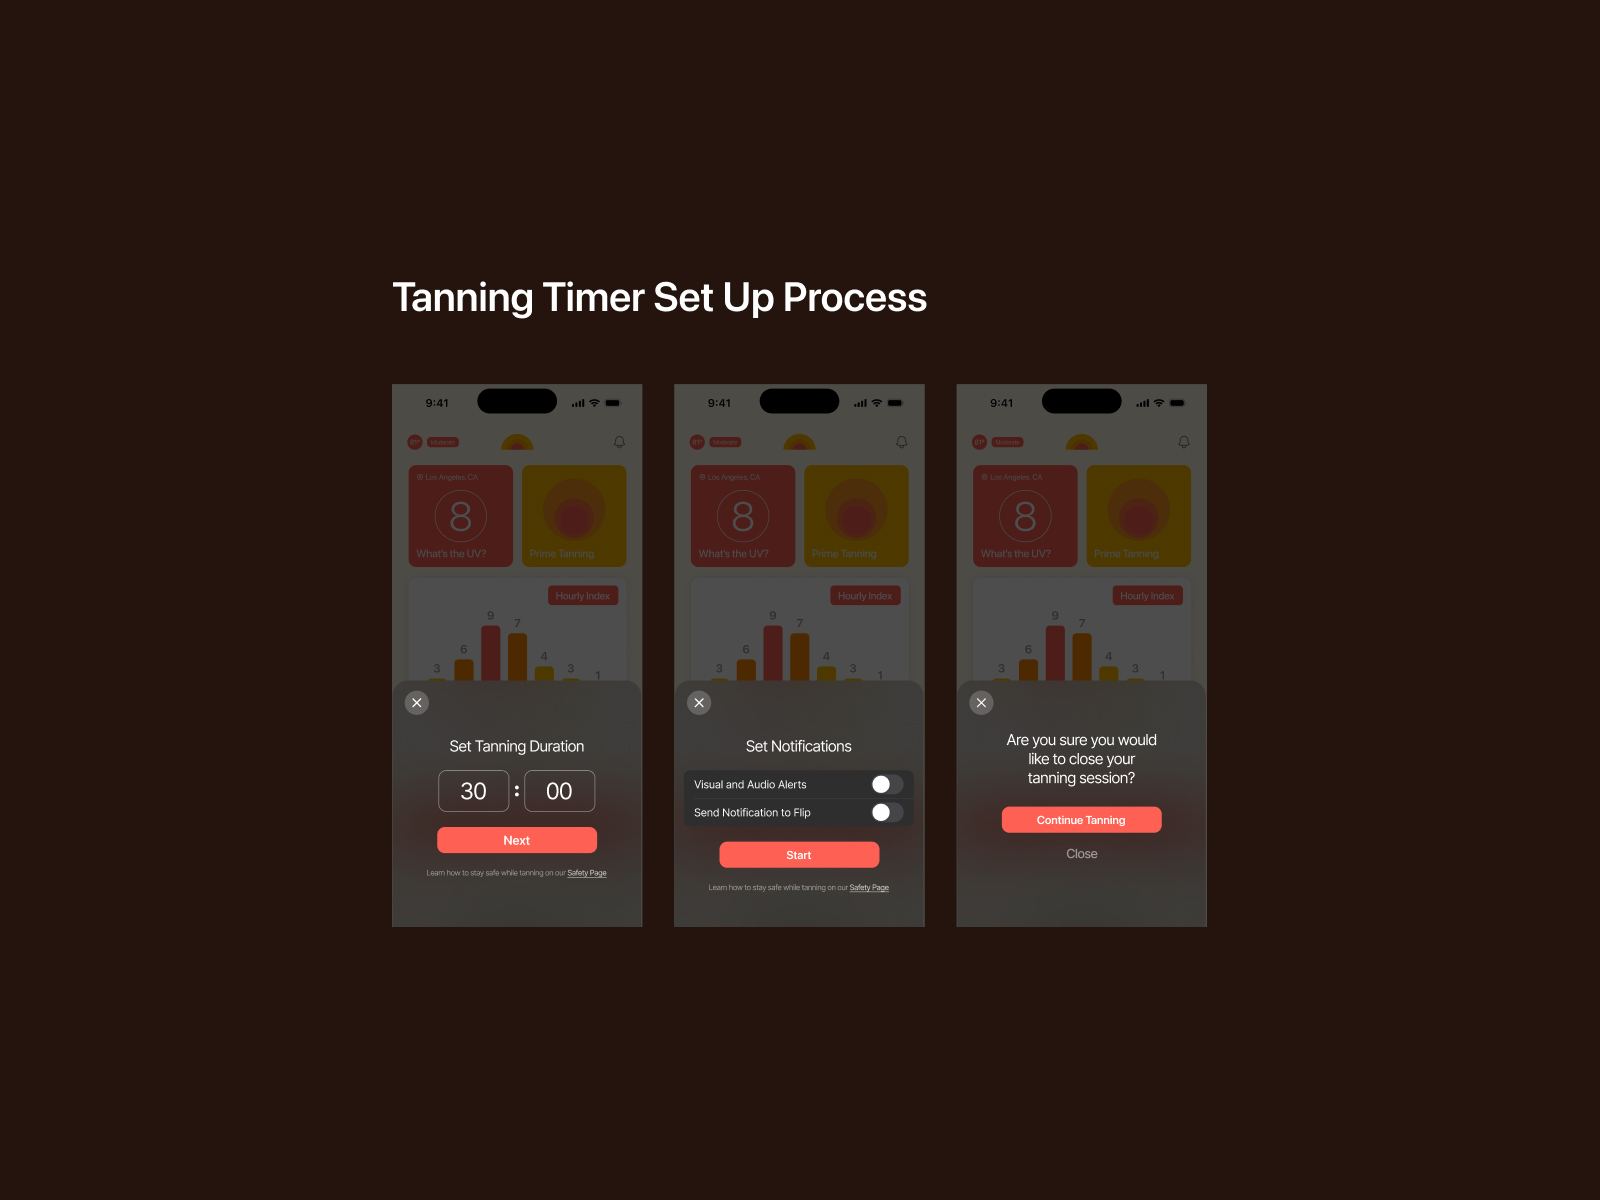 Tanning Timer Set Up Process
9:41
81°
Moderate
Los Angeles, CA
8
What's the UV?
Prime Tanning
Hourly Index
3
6
9
7
4
3
1
Set Tanning Duration
30 : 00
Next
Learn how to stay safe while tanning on our Safety Page
9:41
81°
Moderate
Los Angeles, CA
8
What's the UV?
Prime Tanning
Hourly Index
3
6
9
7
4
3
1
Set Notifications
Visual and Audio Alerts
Send Notification to Flip
Start
Learn how to stay safe while tanning on our Safety Page
9:41
81°
Moderate
Los Angeles, CA
8
What's the UV?
Prime Tanning
Hourly Index
3
6
9
7
4
3
1
Are you sure you would
like to close your
tanning session?
Continue Tanning
Close